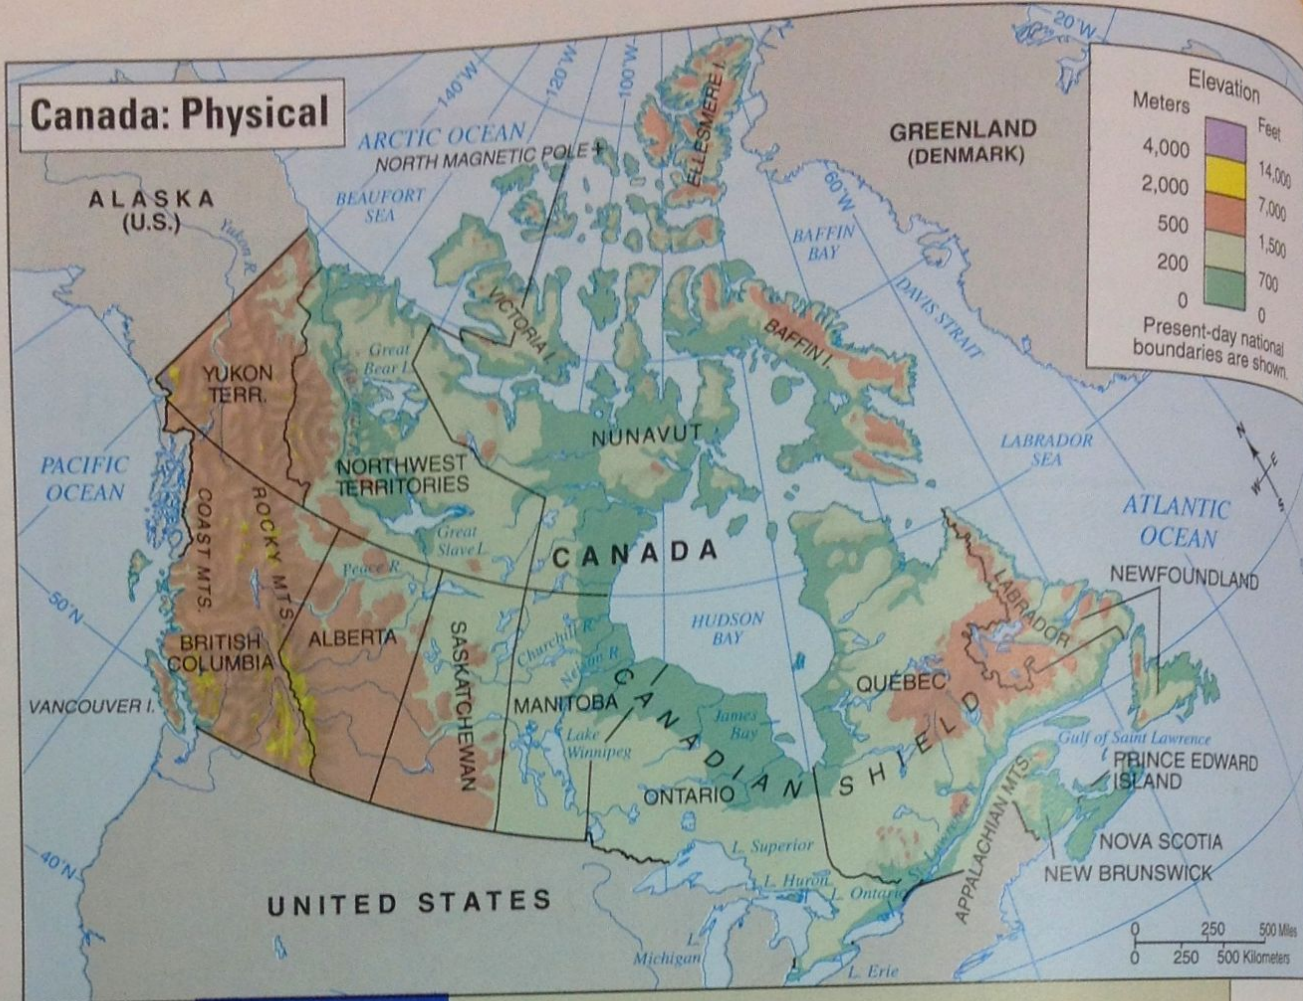 Canada: Physical
20°W
Elevation
Meters
Feet
4,000
14,000
2,000
7,000
500
1,500
200
700
0
0
Present-day national
boundaries are shown.
140°W
120°W
100°W
ARCTIC OCEAN
NORTH MAGNETIC POLE
ELLESMERE I.
GREENLAND
(DENMARK)
ALASKA
(U.S.)
BEAUFORT
SEA
Yukon R.
60°W
BAFFIN
BAY
DAVIS STRAIT
VICTORIA I.
BAFFIN I.
Great
Bear L.
YUKON
TERR.
NUNAVUT
LABRADOR
SEA
N
E
W
S
PACIFIC
OCEAN
NORTHWEST
TERRITORIES
ATLANTIC
OCEAN
COAST MTS.
ROCKY MTS.
Great
Slave L.
CANADA
Peace R.
NEWFOUNDLAND
LABRADOR
50°N
HUDSON
BAY
BRITISH
COLUMBIA
ALBERTA
SASKATCHEWAN
Churchill R.
Nelson R.
QUÉBEC
VANCOUVER I.
MANITOBA
CANADIAN SHIELD
Lake
Winnipeg
James
Bay
Gulf of Saint Lawrence
PRINCE EDWARD
ISLAND
ONTARIO
APPALACHIAN MTS.
St. Lawrence
NOVA SCOTIA
NEW BRUNSWICK
40°N
L. Superior
L. Huron
L. Ontario
UNITED STATES
L.
Michigan
L. Erie
0 250 500 Miles
0 250 500 Kilometers